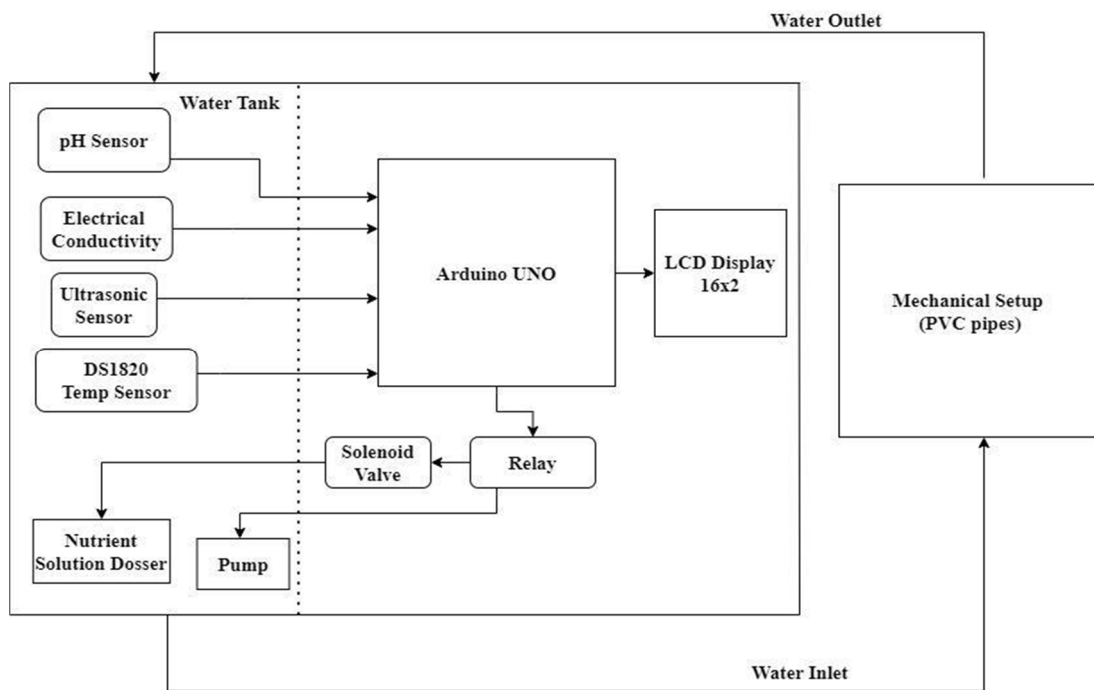 Water Outlet
Water Tank
pH Sensor
Electrical
Conductivity
Ultrasonic
Sensor
DS1820
Temp Sensor
Arduino UNO
LCD Display
16x2
Mechanical Setup
(PVC pipes)
Solenoid
Valve
Relay
Nutrient
Solution Dosser
Pump
Water Inlet